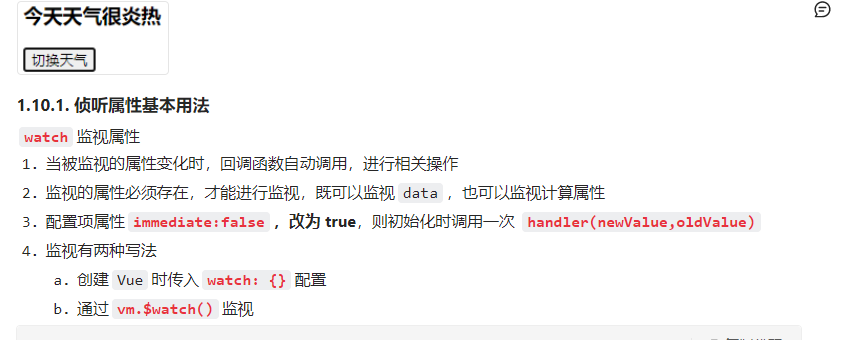 今天天气很炎热
切换天气
1.10.1. 侦听属性基本用法
watch 监视属性
1. 当被监视的属性变化时，回调函数自动调用，进行相关操作
2. 监视的属性必须存在，才能进行监视，既可以监视 data ，也可以监视计算属性
3. 配置项属性 immediate:false ，改为 true，则初始化时调用一次 handler(newValue,oldValue)
4. 监视有两种写法
a. 创建 Vue 时传入 watch: {} 配置
b. 通过 vm.$watch() 监视